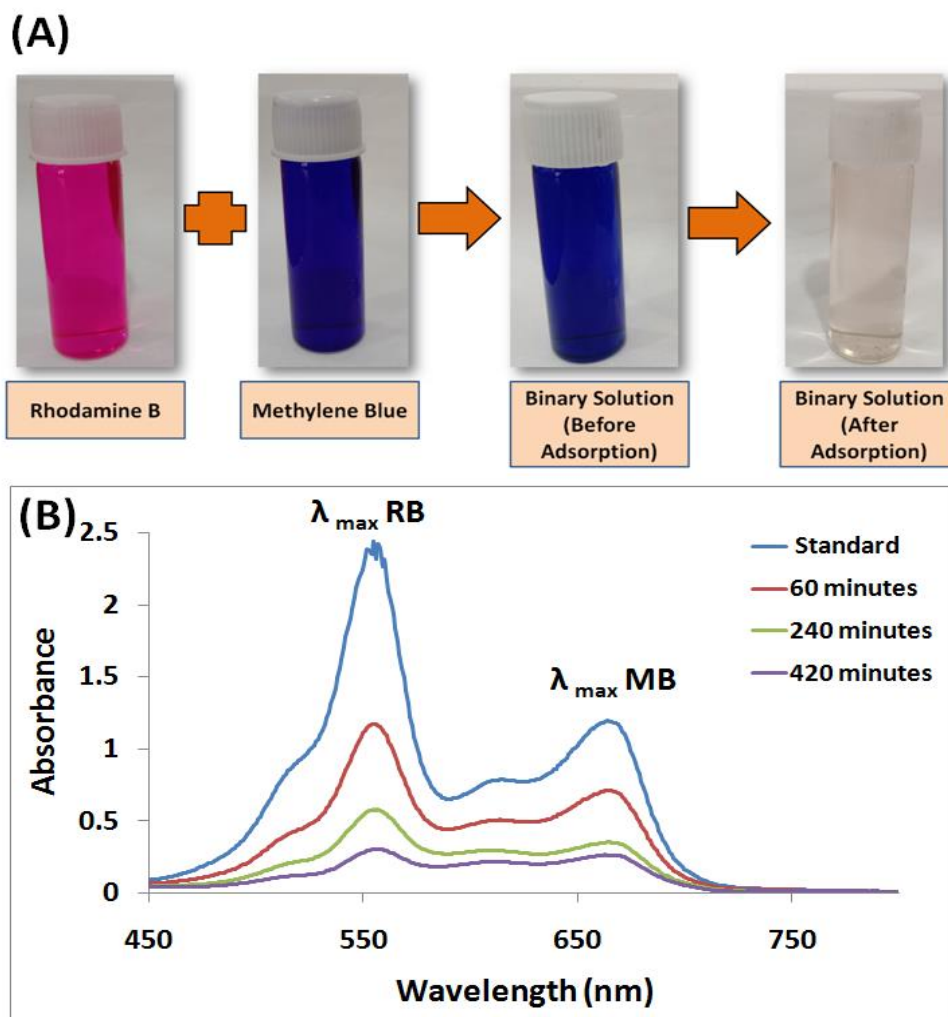 (A)
Rhodamine B
Methylene Blue
Binary Solution
(Before
Adsorption)
Binary Solution
(After
Adsorption)
(B)
λ max RB
λ max MB
Standard
60 minutes
240 minutes
420 minutes
Absorbance
2.5
2
1.5
1
0.5
0
450
550
650
750
Wavelength (nm)